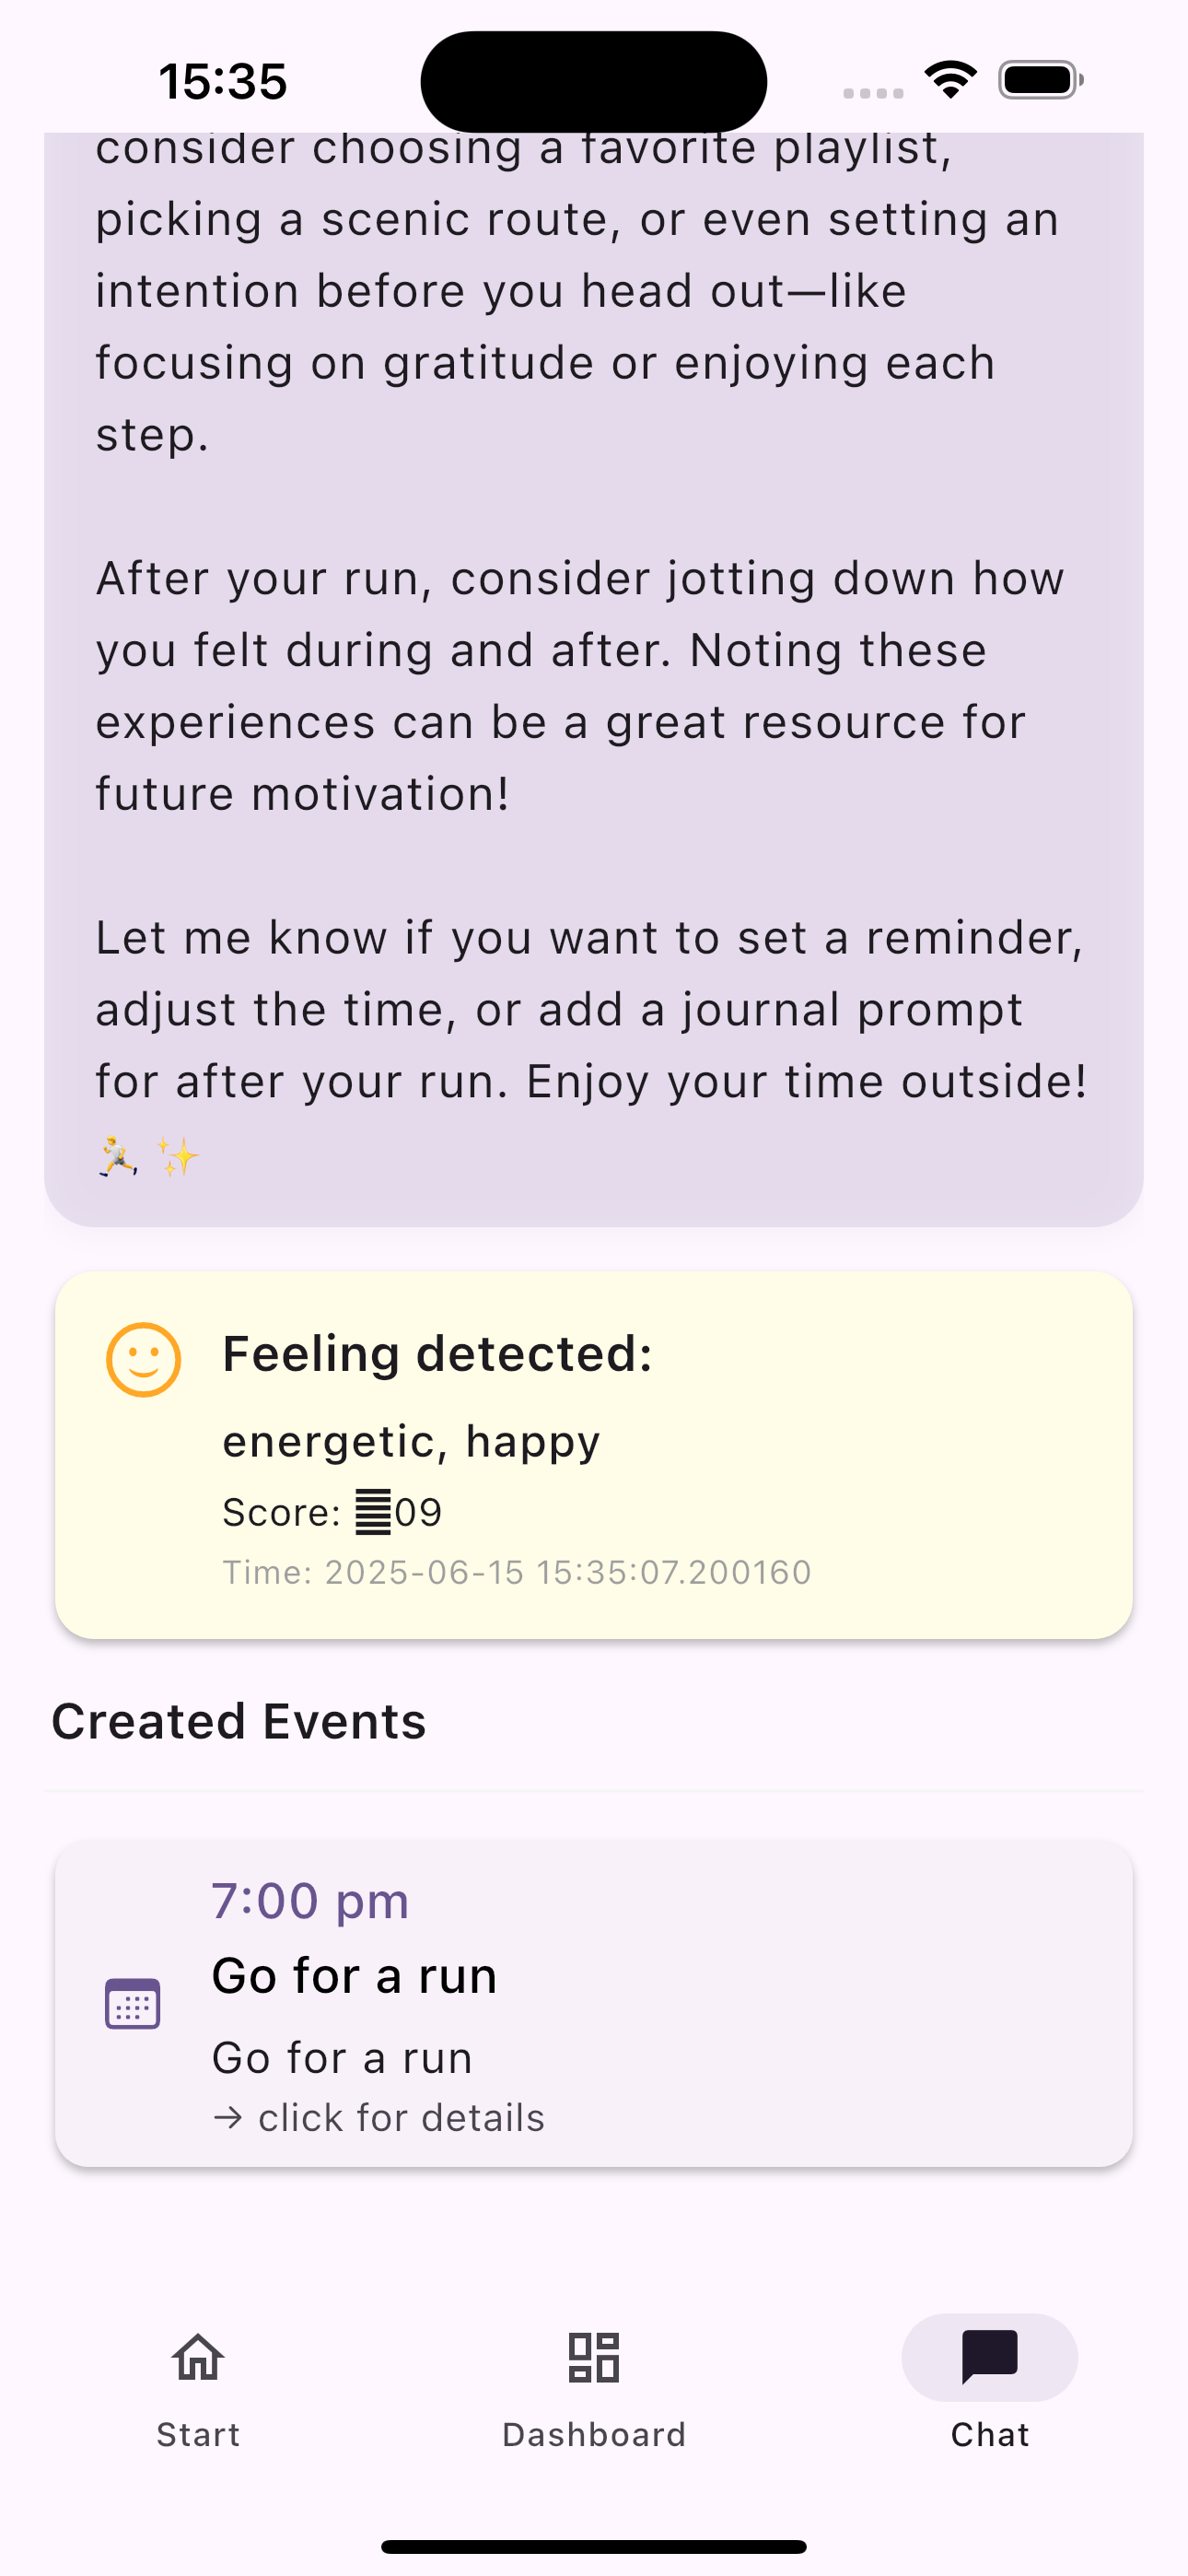 15:35
consider choosing a favorite playlist,
picking a scenic route, or even setting an
intention before you head out—like
focusing on gratitude or enjoying each
step.
After your run, consider jotting down how
you felt during and after. Noting these
experiences can be a great resource for
future motivation!
Let me know if you want to set a reminder,
adjust the time, or add a journal prompt
for after your run. Enjoy your time outside!
🏃 ✨
Feeling detected:
energetic, happy
Score: 09
Time: 2025-06-15 15:35:07.200160
Created Events
7:00 pm
Go for a run
Go for a run
→ click for details
Start
Dashboard
Chat